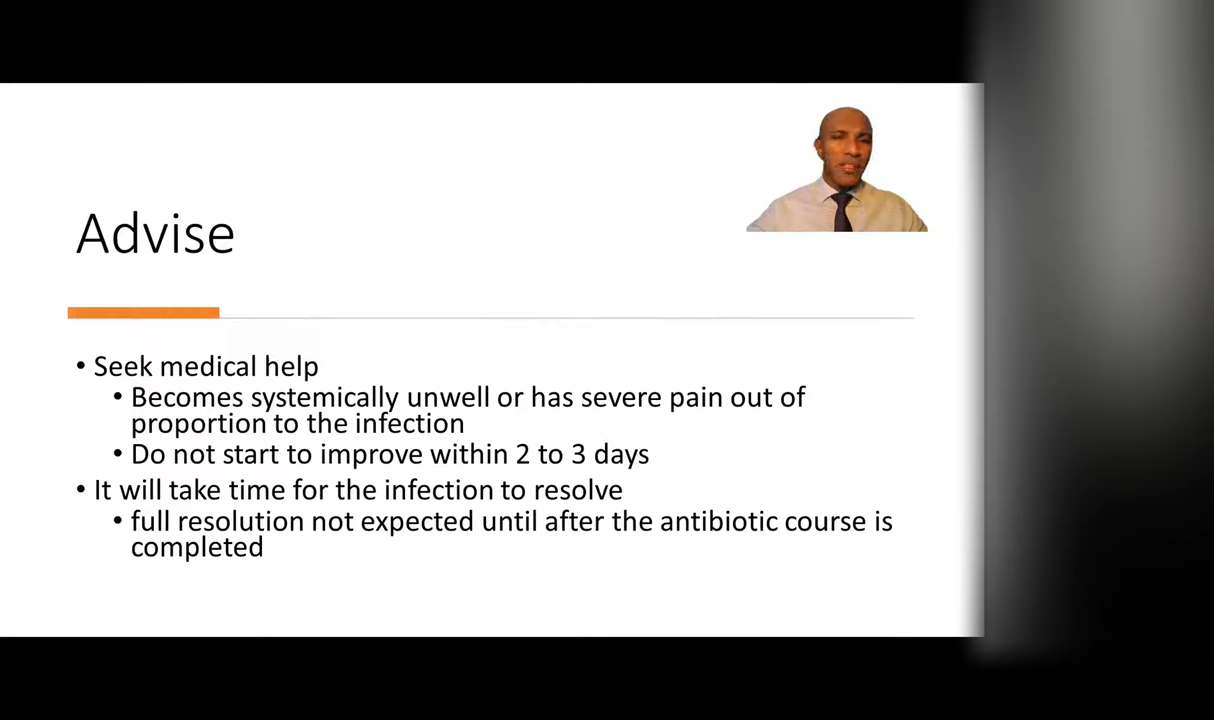 Advise
• Seek medical help
• Becomes systemically unwell or has severe pain out of
proportion to the infection
• Do not start to improve within 2 to 3 days
• It will take time for the infection to resolve
• full resolution not expected until after the antibiotic course is
completed